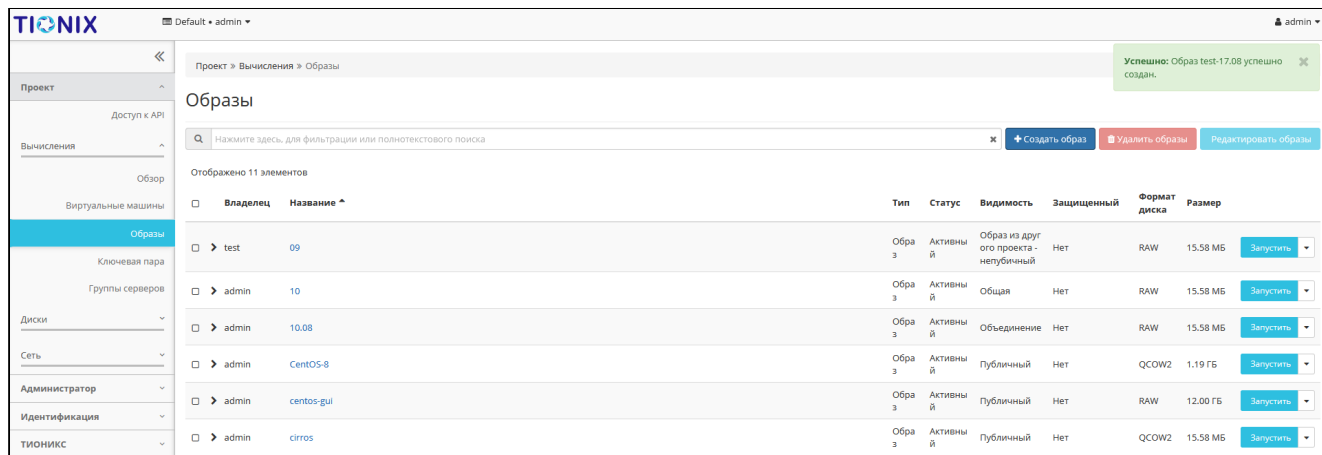 TIONIX
Default • admin
admin
Проект » Вычисления » Образы
Успешно: Образ test-17.08 успешно
создан.
Проект
Доступ к API
Вычисления
Обзор
Виртуальные машины
Образы
Ключевая пара
Группы серверов
Диски
Сеть
Администратор
Идентификация
ТИОНИКС
Образы
Нажмите здесь, для фильтрации или полнотекстового поиска
Создать образ
Удалить образы
Редактировать образы
Отображено 11 элементов
Владелец Название Тип Статус Видимость Защищенный Формат
диска Размер
test 09 Обра
з Активны
й Образ из друг
ого проекта -
непубичный Нет RAW 15.58 МБ Запустить
admin 10 Обра
з Активны
й Общая Нет RAW 15.58 МБ Запустить
admin 10.08 Обра
з Активны
й Объединение Нет RAW 15.58 МБ Запустить
admin CentOS-8 Обра
з Активны
й Публичный Нет QCOW2 1.19 ГБ Запустить
admin centos-gui Обра
з Активны
й Публичный Нет RAW 12.00 ГБ Запустить
admin cirros Обра
з Активны
й Публичный Нет QCOW2 15.58 МБ Запустить